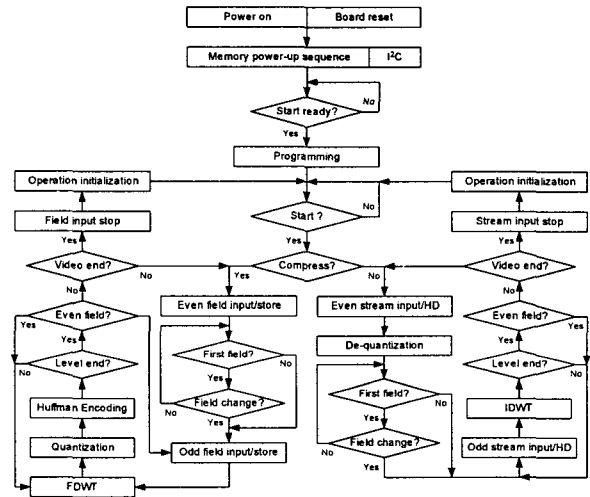 Power on Board reset
Memory power-up sequence I²C
No
Start ready?
Yes
Programming
Operation initialization Operation initialization
Start ? No
Field input stop Stream input stop
Yes Yes Yes
Video end? No Yes Compress? No No Video end?
No No
Even field input/store Even stream input/HD
Yes Even field? Even field? Yes
Yes First field? No De-quantization Yes
No Level end? Level end? No
Yes First field? No
Field change? No
Huffman Encoding No Yes IDWT
Yes Field change?
Quantization Odd field input/store Odd stream input/HD
Yes
FDWT